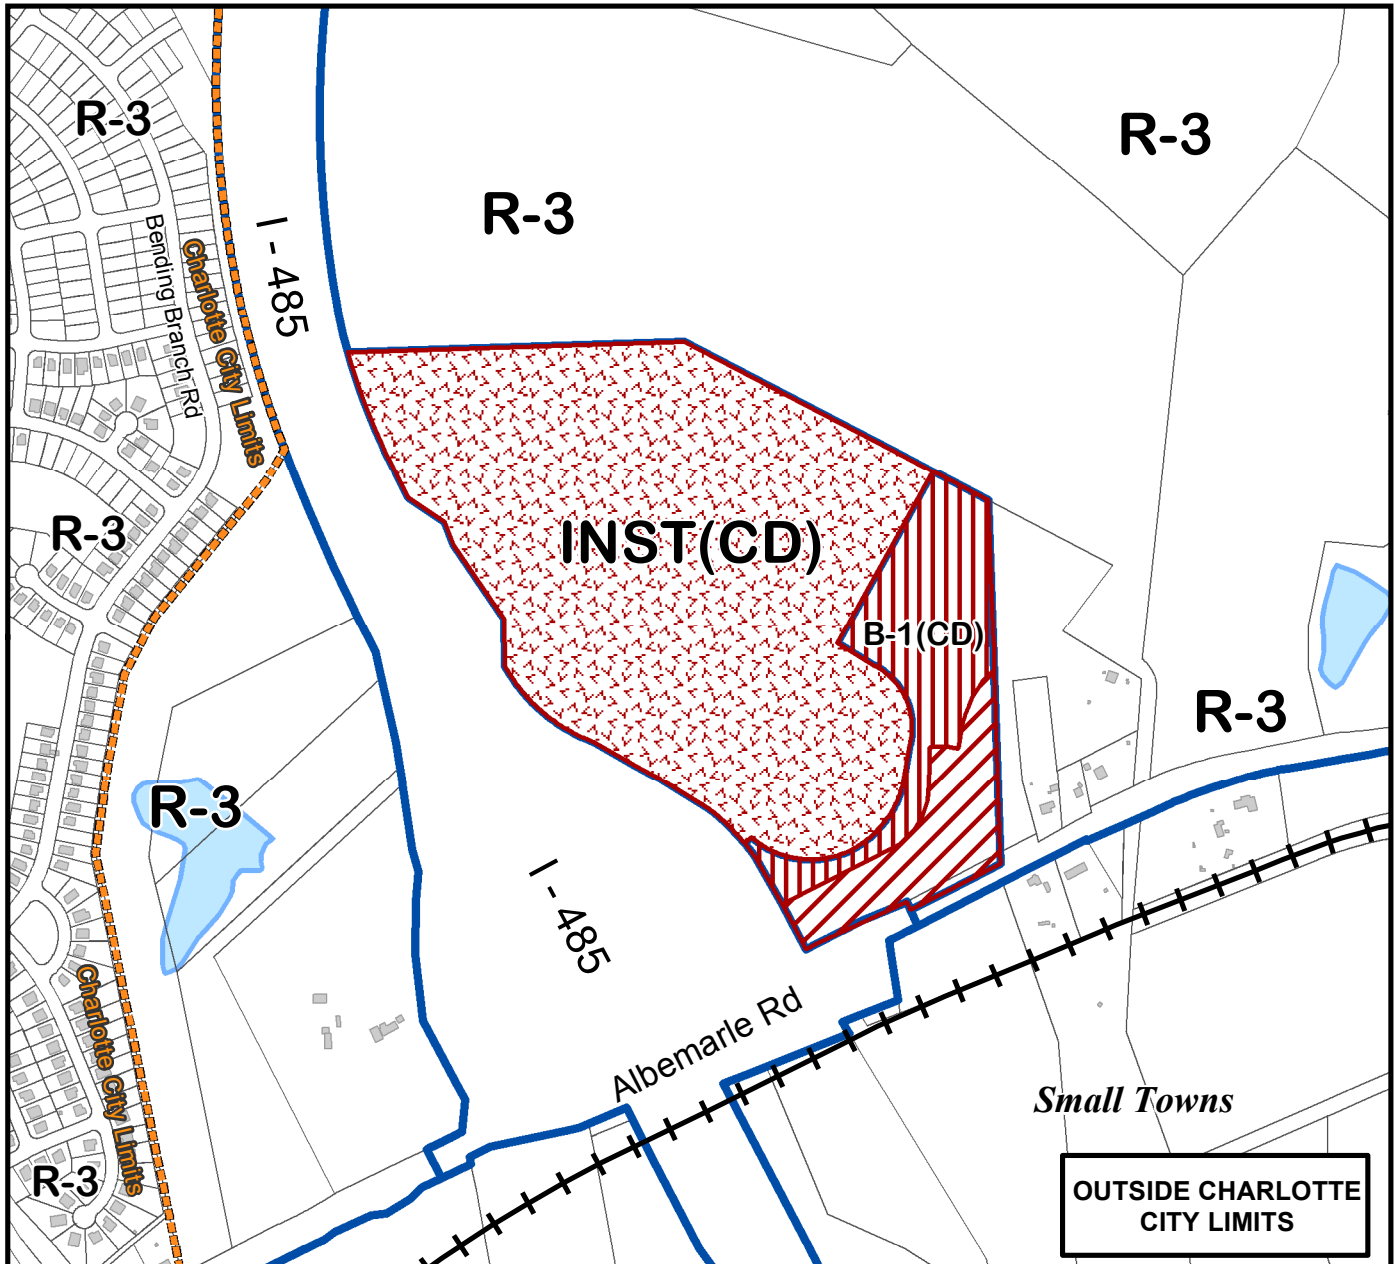 R-3
R-3
R-3
I - 485
Bending Branch Rd
Charlotte City Limits
R-3
INST(CD)
B-1(CD)
R-3
R-3
I - 485
Albemarle Rd
Charlotte City Limits
Small Towns
R-3
OUTSIDE CHARLOTTE
CITY LIMITS